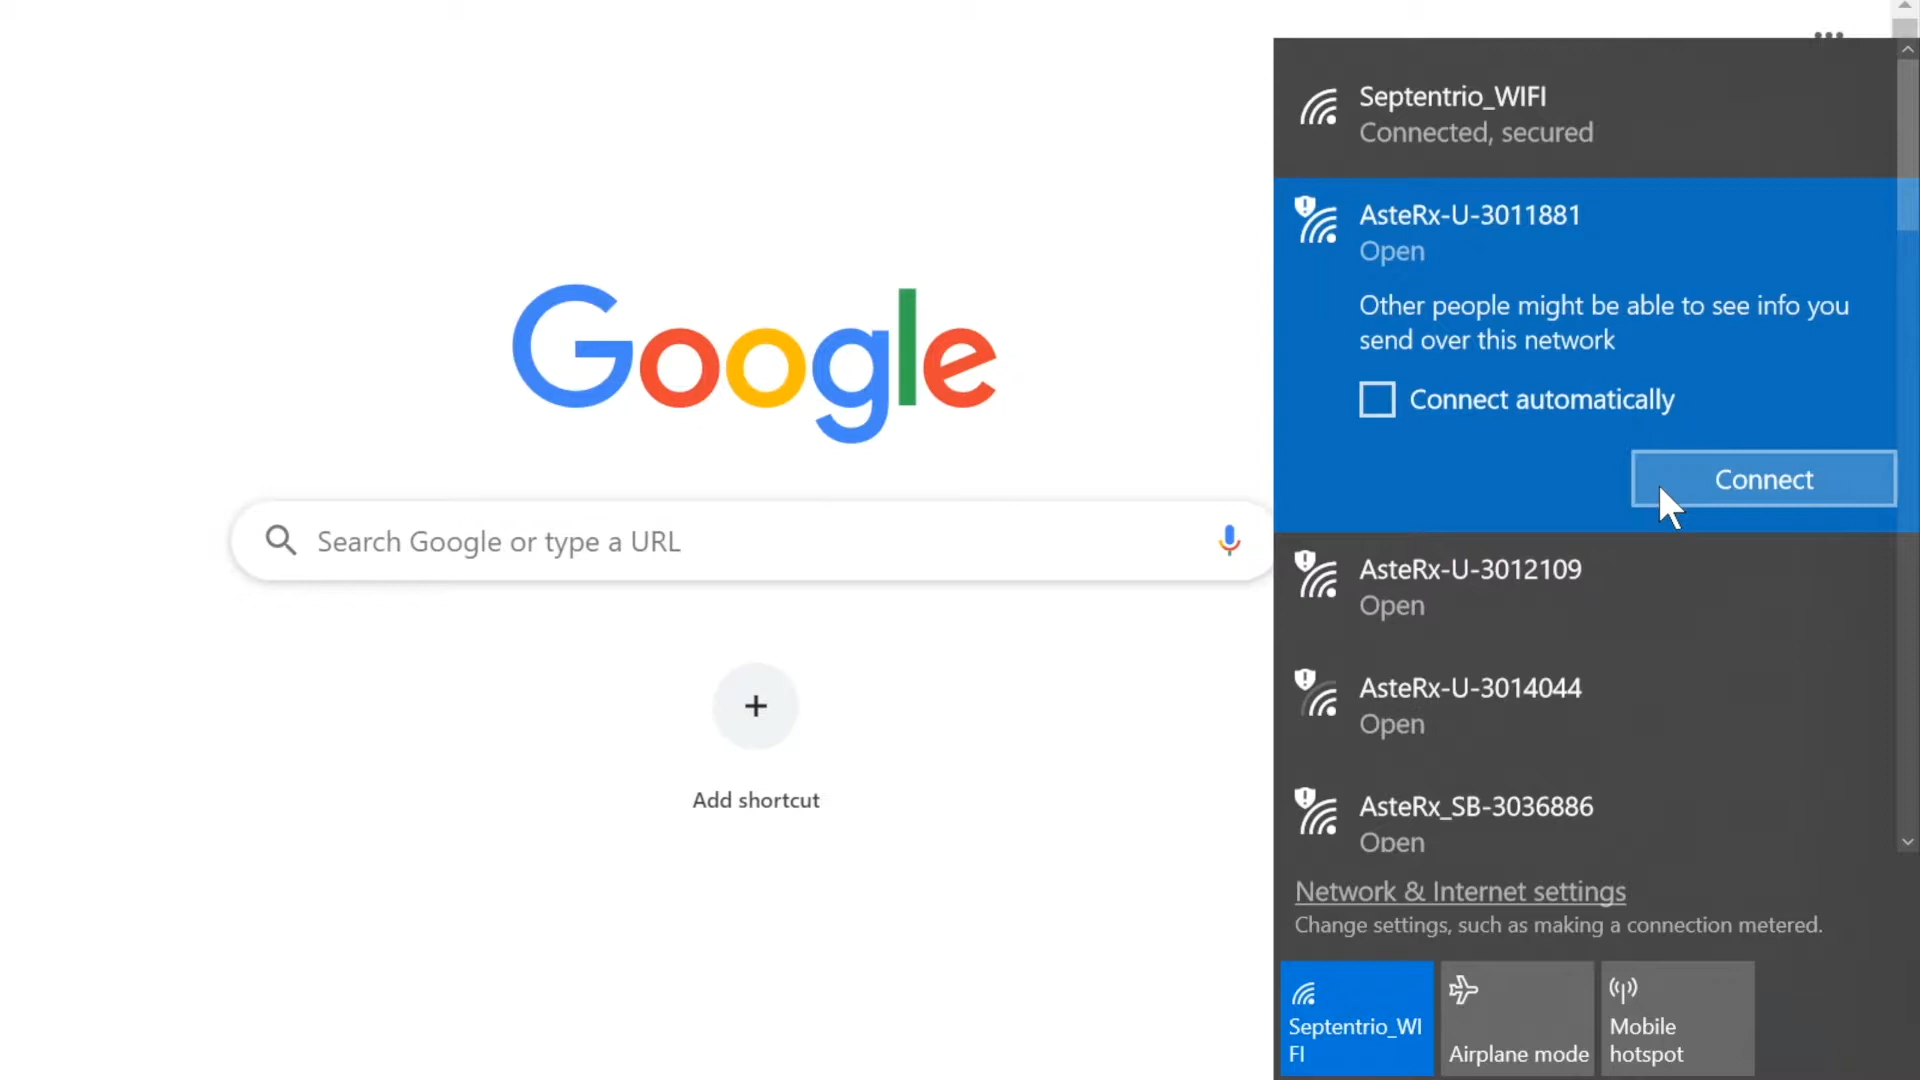 Google
Search Google or type a URL
Add shortcut
Septentrio_WIFI
Connected, secured
AsteRx-U-3011881
Open
Other people might be able to see info you
send over this network
Connect automatically
Connect
AsteRx-U-3012109
Open
AsteRx-U-3014044
Open
AsteRx_SB-3036886
Open
Network & Internet settings
Change settings, such as making a connection metered.
Septentrio_WI
FI
Airplane mode
Mobile
hotspot